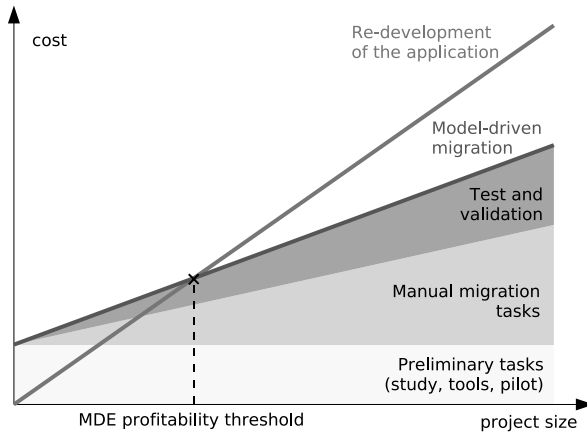 cost
Re-development
of the application
Model-driven
migration
Test and
validation
Manual migration
tasks
Preliminary tasks
(study, tools, pilot)
MDE profitability threshold
project size